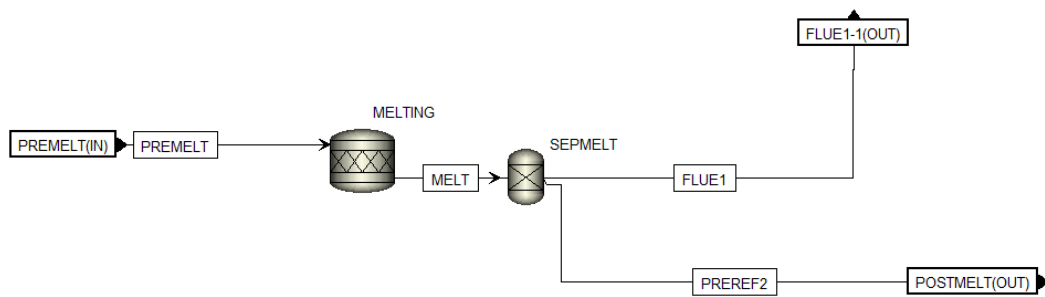 FLUE1-1(OUT)
MELTING
PREMELT(IN)
PREMELT
SEPMELT
MELT
FLUE1
PREREF2
POSTMELT(OUT)